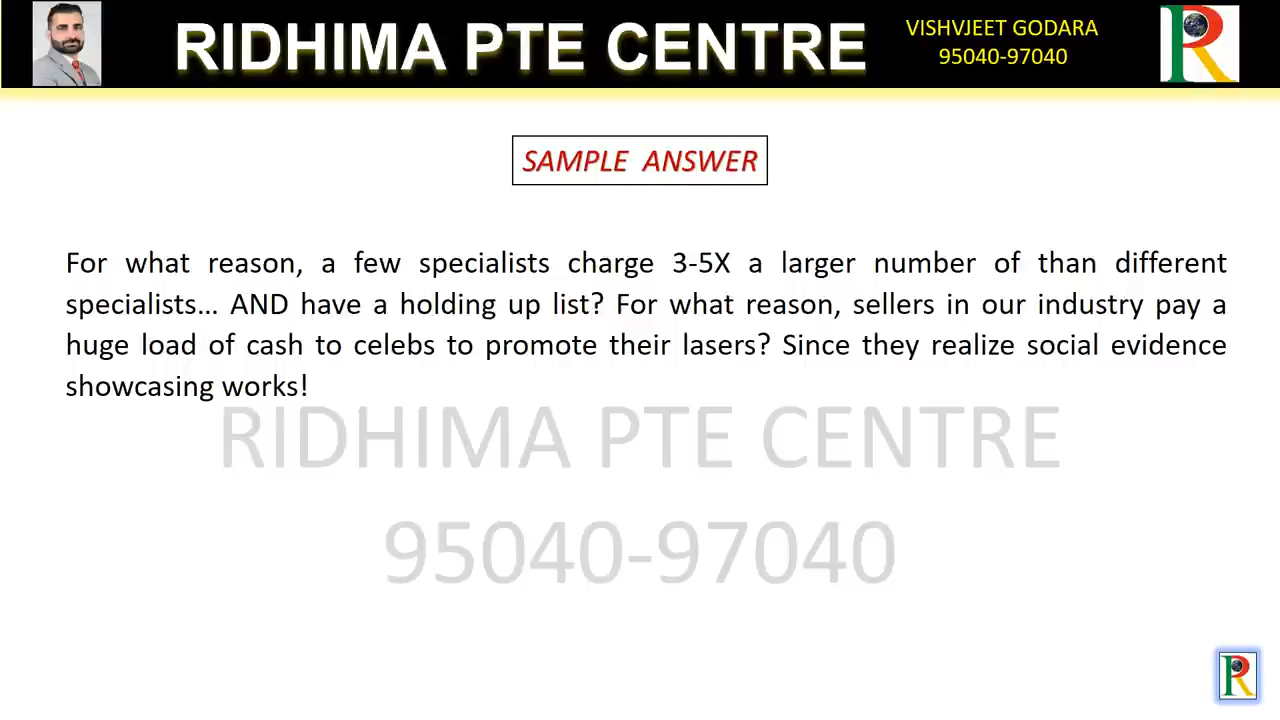 RIDHIMA PTE CENTRE
VISHVJEET GODARA
95040-97040
SAMPLE ANSWER
For what reason, a few specialists charge 3-5X a larger number of than different
specialists… AND have a holding up list? For what reason, sellers in our industry pay a
huge load of cash to celebs to promote their lasers? Since they realize social evidence
showcasing works!
RIDHIMA PTE CENTRE
95040-97040